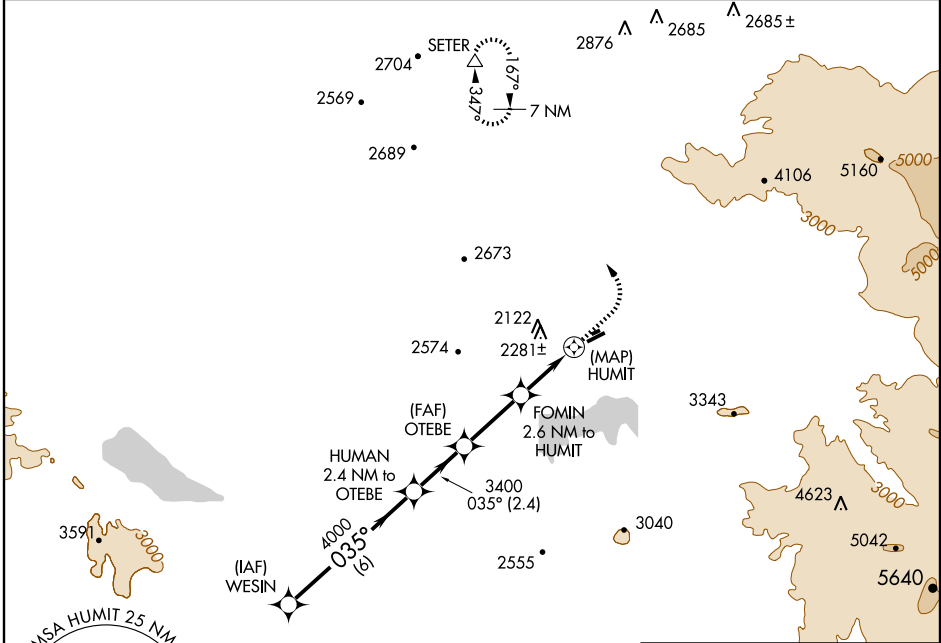 2876
2685
2685±
SETER
2704
167°
347°
7 NM
2569
2689
4106
5160
5000
3000
5000
2673
2122
2281±
2574
(MAP)
HUMIT
3343
(FAF)
OTEBE
FOMIN
2.6 NM to
HUMIT
HUMAN
2.4 NM to
OTEBE
3400
035° (2.4)
4000
035°
(6)
3591
3000
3040
2555
4623
3000
5042
5640
(IAF)
WESIN
MSA HUMIT 25 NM